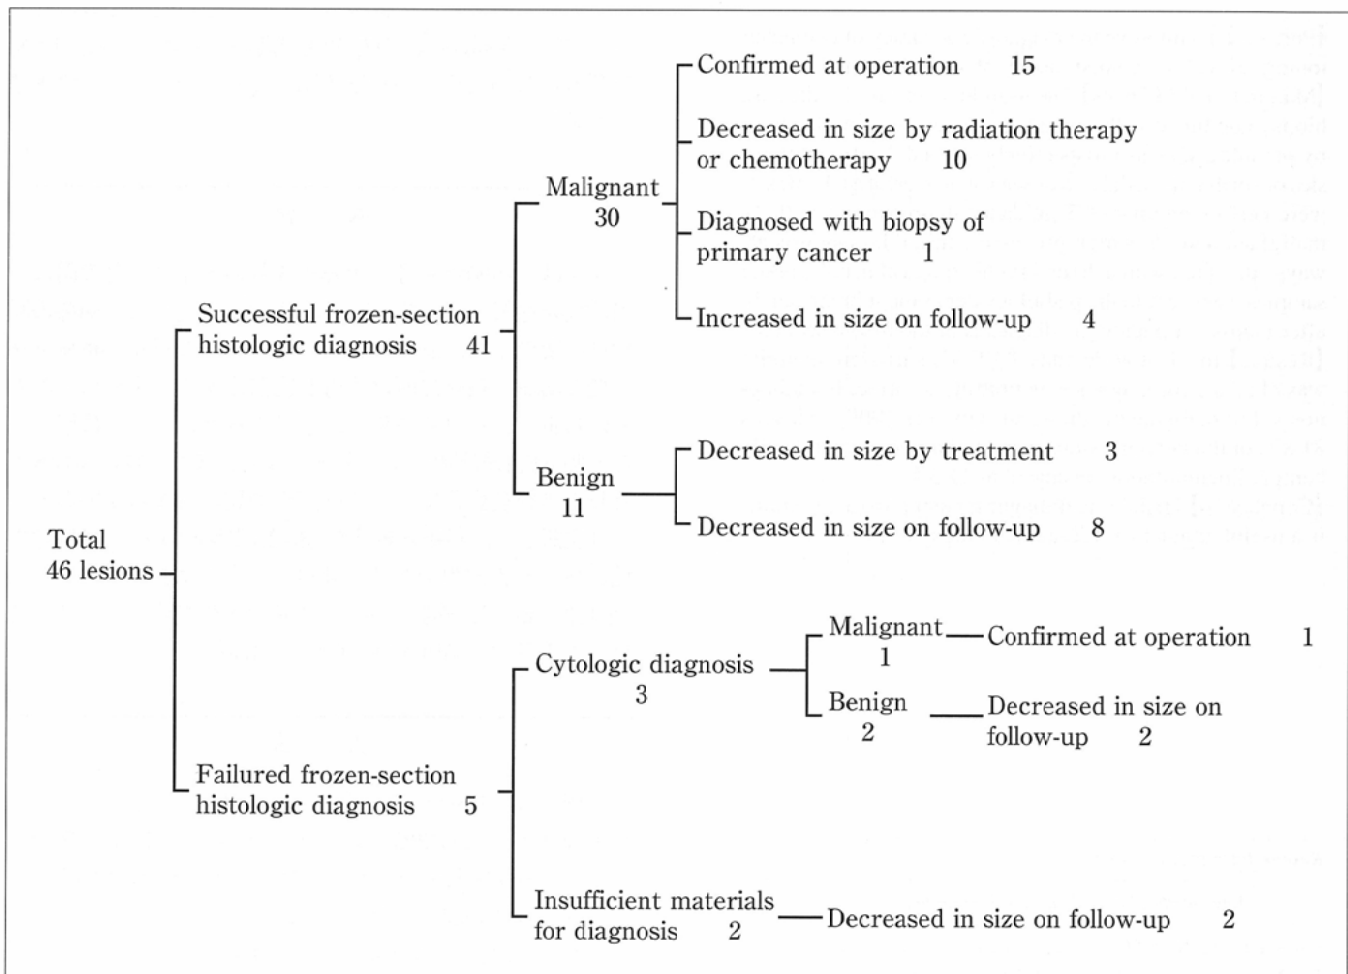 Confirmed at operation 15
Decreased in size by radiation therapy
or chemotherapy 10
Malignant
30
Diagnosed with biopsy of
primary cancer 1
Increased in size on follow-up 4
Successful frozen-section
histologic diagnosis 41
Decreased in size by treatment 3
Benign
11
Decreased in size on follow-up 8
Total
46 lesions
Malignant
1
Confirmed at operation 1
Cytologic diagnosis
3
Benign
2
Decreased in size on
follow-up 2
Failured frozen-section
histologic diagnosis 5
Insufficient materials
for diagnosis 2
Decreased in size on follow-up 2